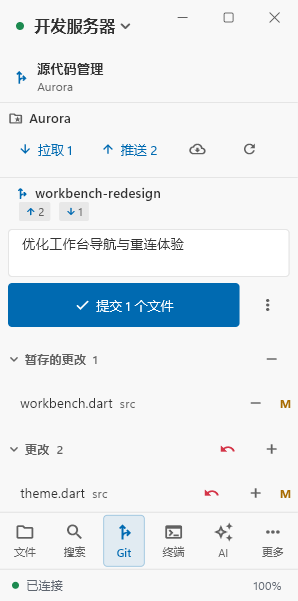 开发服务器
源代码管理
Aurora
Aurora
拉取 1 推送 2
workbench-redesign
2 1
优化工作台导航与重连体验
提交 1 个文件
暂存的更改 1
workbench.dart src M
更改 2
theme.dart src M
文件 搜索 Git 终端 AI 更多
已连接 100%